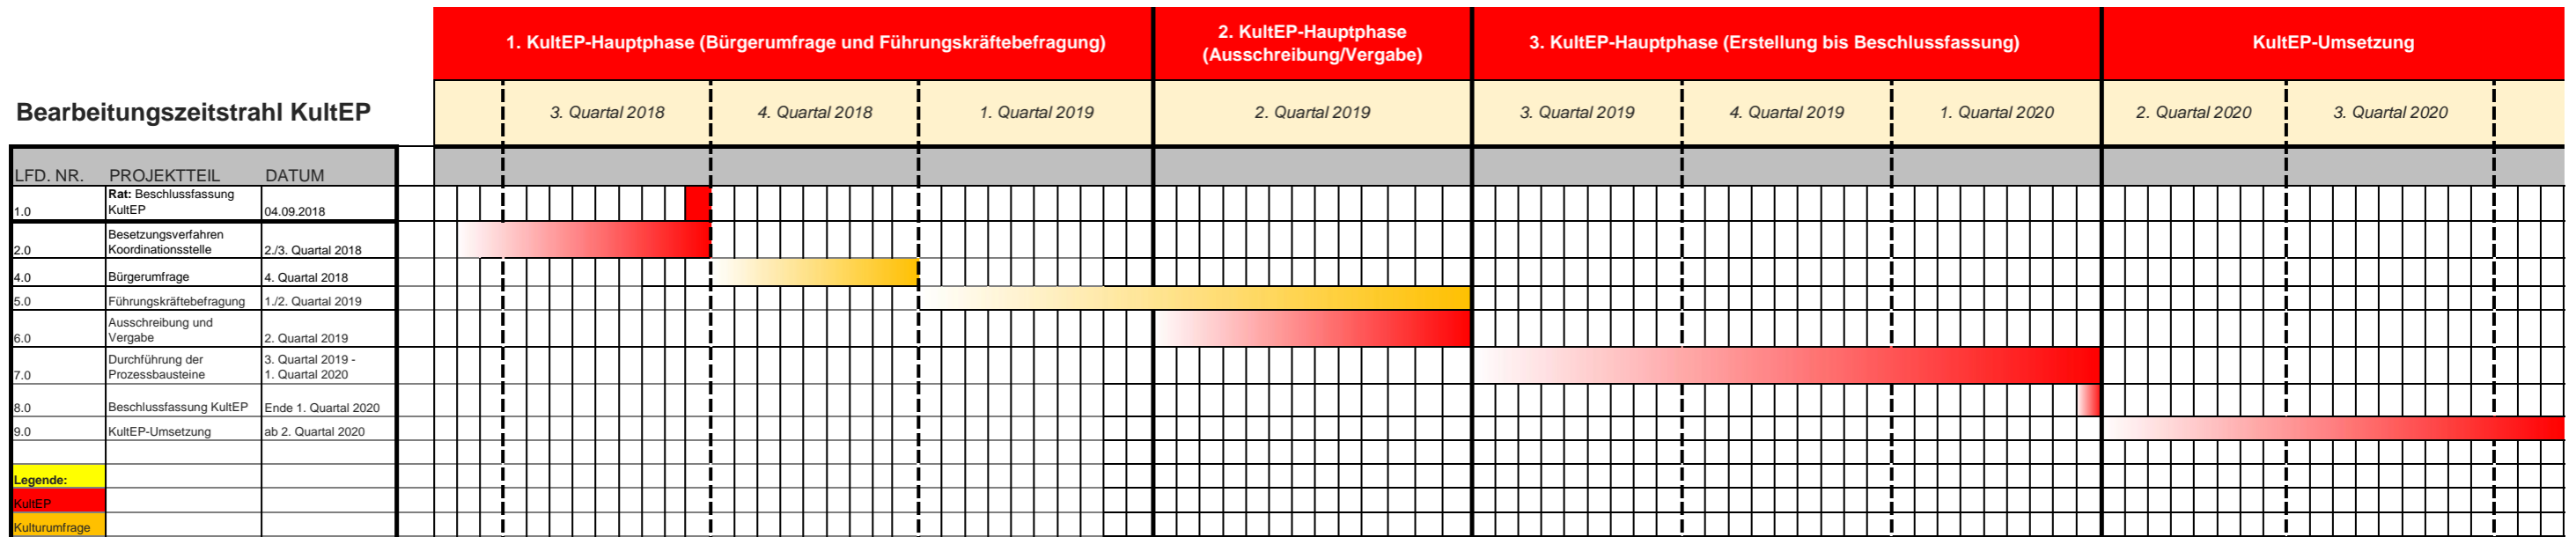 1. KultEP-Hauptphase (Bürgerumfrage und Führungskräftebefragung)
2. KultEP-Hauptphase
(Ausschreibung/Vergabe)
3. KultEP-Hauptphase (Erstellung bis Beschlussfassung)
KultEP-Umsetzung
Bearbeitungszeitstrahl KultEP
3. Quartal 2018
4. Quartal 2018
1. Quartal 2019
2. Quartal 2019
3. Quartal 2019
4. Quartal 2019
1. Quartal 2020
2. Quartal 2020
3. Quartal 2020
LFD. NR. PROJEKTTEIL DATUM
1.0
Rat: Beschlussfassung
KultEP
04.09.2018
2.0
Besetzungsverfahren
Koordinationsstelle
2./3. Quartal 2018
4.0 Bürgerumfrage 4. Quartal 2018
5.0 Führungskräftebefragung 1./2. Quartal 2019
6.0
Ausschreibung und
Vergabe
2. Quartal 2019
7.0
Durchführung der
Prozessbausteine
3. Quartal 2019 -
1. Quartal 2020
8.0 Beschlussfassung KultEP Ende 1. Quartal 2020
9.0 KultEP-Umsetzung ab 2. Quartal 2020
Legende:
KultEP
Kulturumfrage